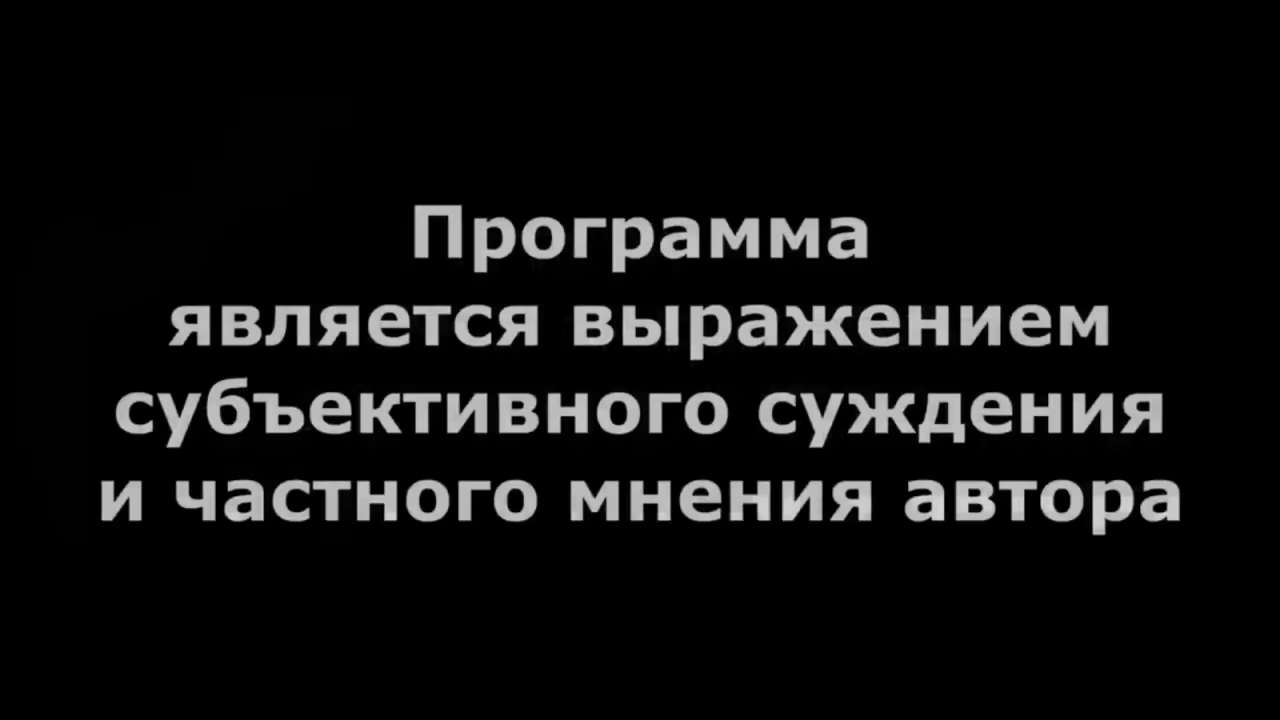 Программа
является выражением
субъективного суждения
и частного мнения автора